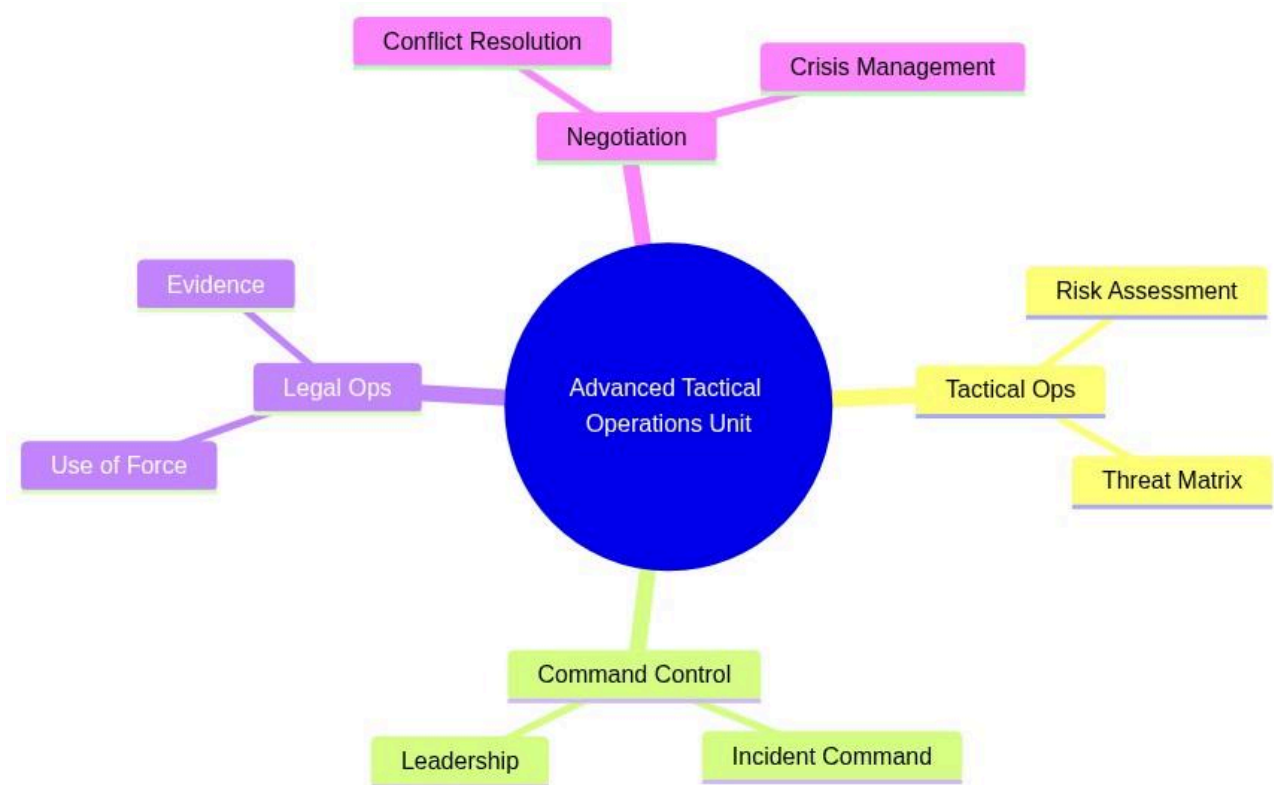 Conflict Resolution
Crisis Management
Negotiation
Evidence
Risk Assessment
Legal Ops
Advanced Tactical
Operations Unit
Tactical Ops
Use of Force
Threat Matrix
Command Control
Leadership
Incident Command